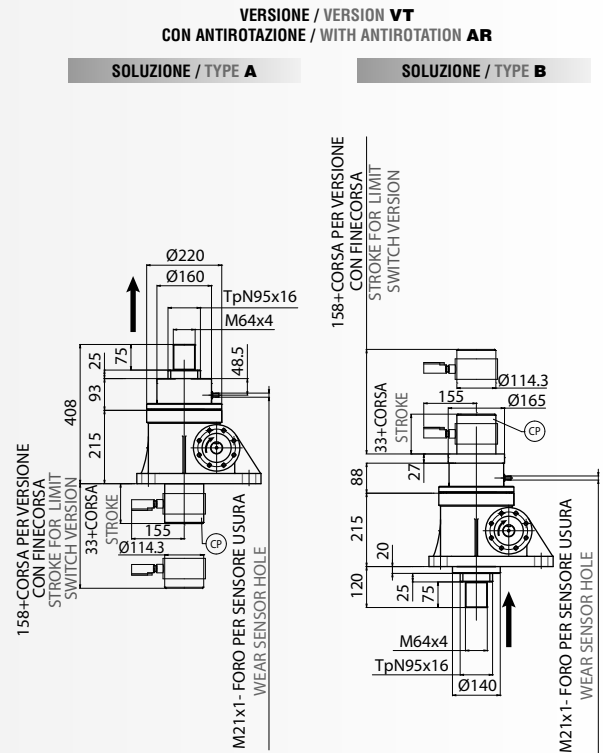 VERSIONE / VERSION VT
CON ANTIROTAZIONE / WITH ANTIROTATION AR
SOLUZIONE / TYPE A
SOLUZIONE / TYPE B
Ø220
Ø160
TpN95x16
M64x4
48.5
75
25
93
408
215
158+CORSA PER VERSIONE
CON FINECORSA
STROKE FOR LIMIT
SWITCH VERSION
33+CORSA
STROKE
155
Ø114.3
CP
M21x1- FORO PER SENSORE USURA
WEAR SENSOR HOLE
158+CORSA PER VERSIONE
CON FINECORSA
STROKE FOR LIMIT
SWITCH VERSION
Ø114.3
155
Ø165
33+CORSA
STROKE
CP
27
88
215
20
120
25
75
M64x4
TpN95x16
Ø140
M21x1- FORO PER SENSORE USURA
WEAR SENSOR HOLE